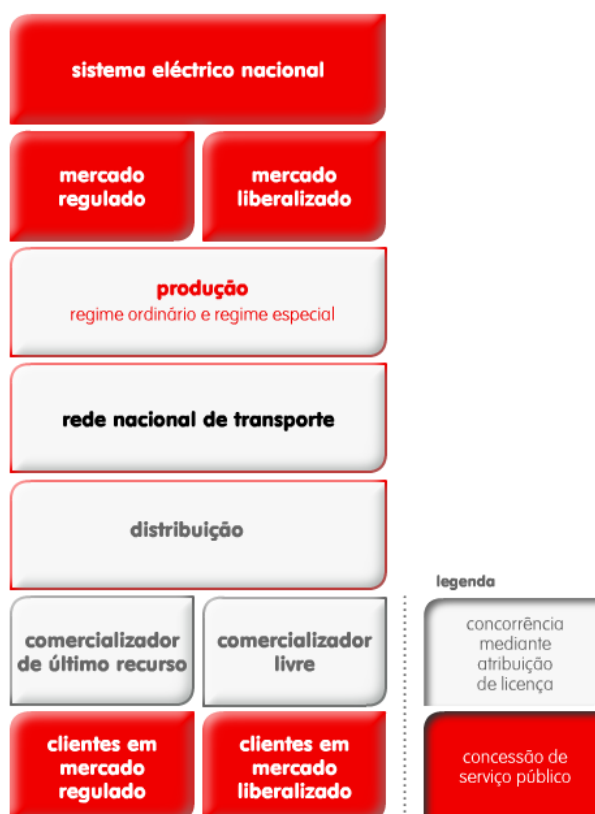 sistema eléctrico nacional
mercado
regulado
mercado
liberalizado
produção
regime ordinário e regime especial
rede nacional de transporte
distribuição
comercializador
de último recurso
comercializador
livre
clientes em
mercado
regulado
clientes em
mercado
liberalizado
legenda
concorrência
mediante
atribuição
de licença
concessão de
serviço público